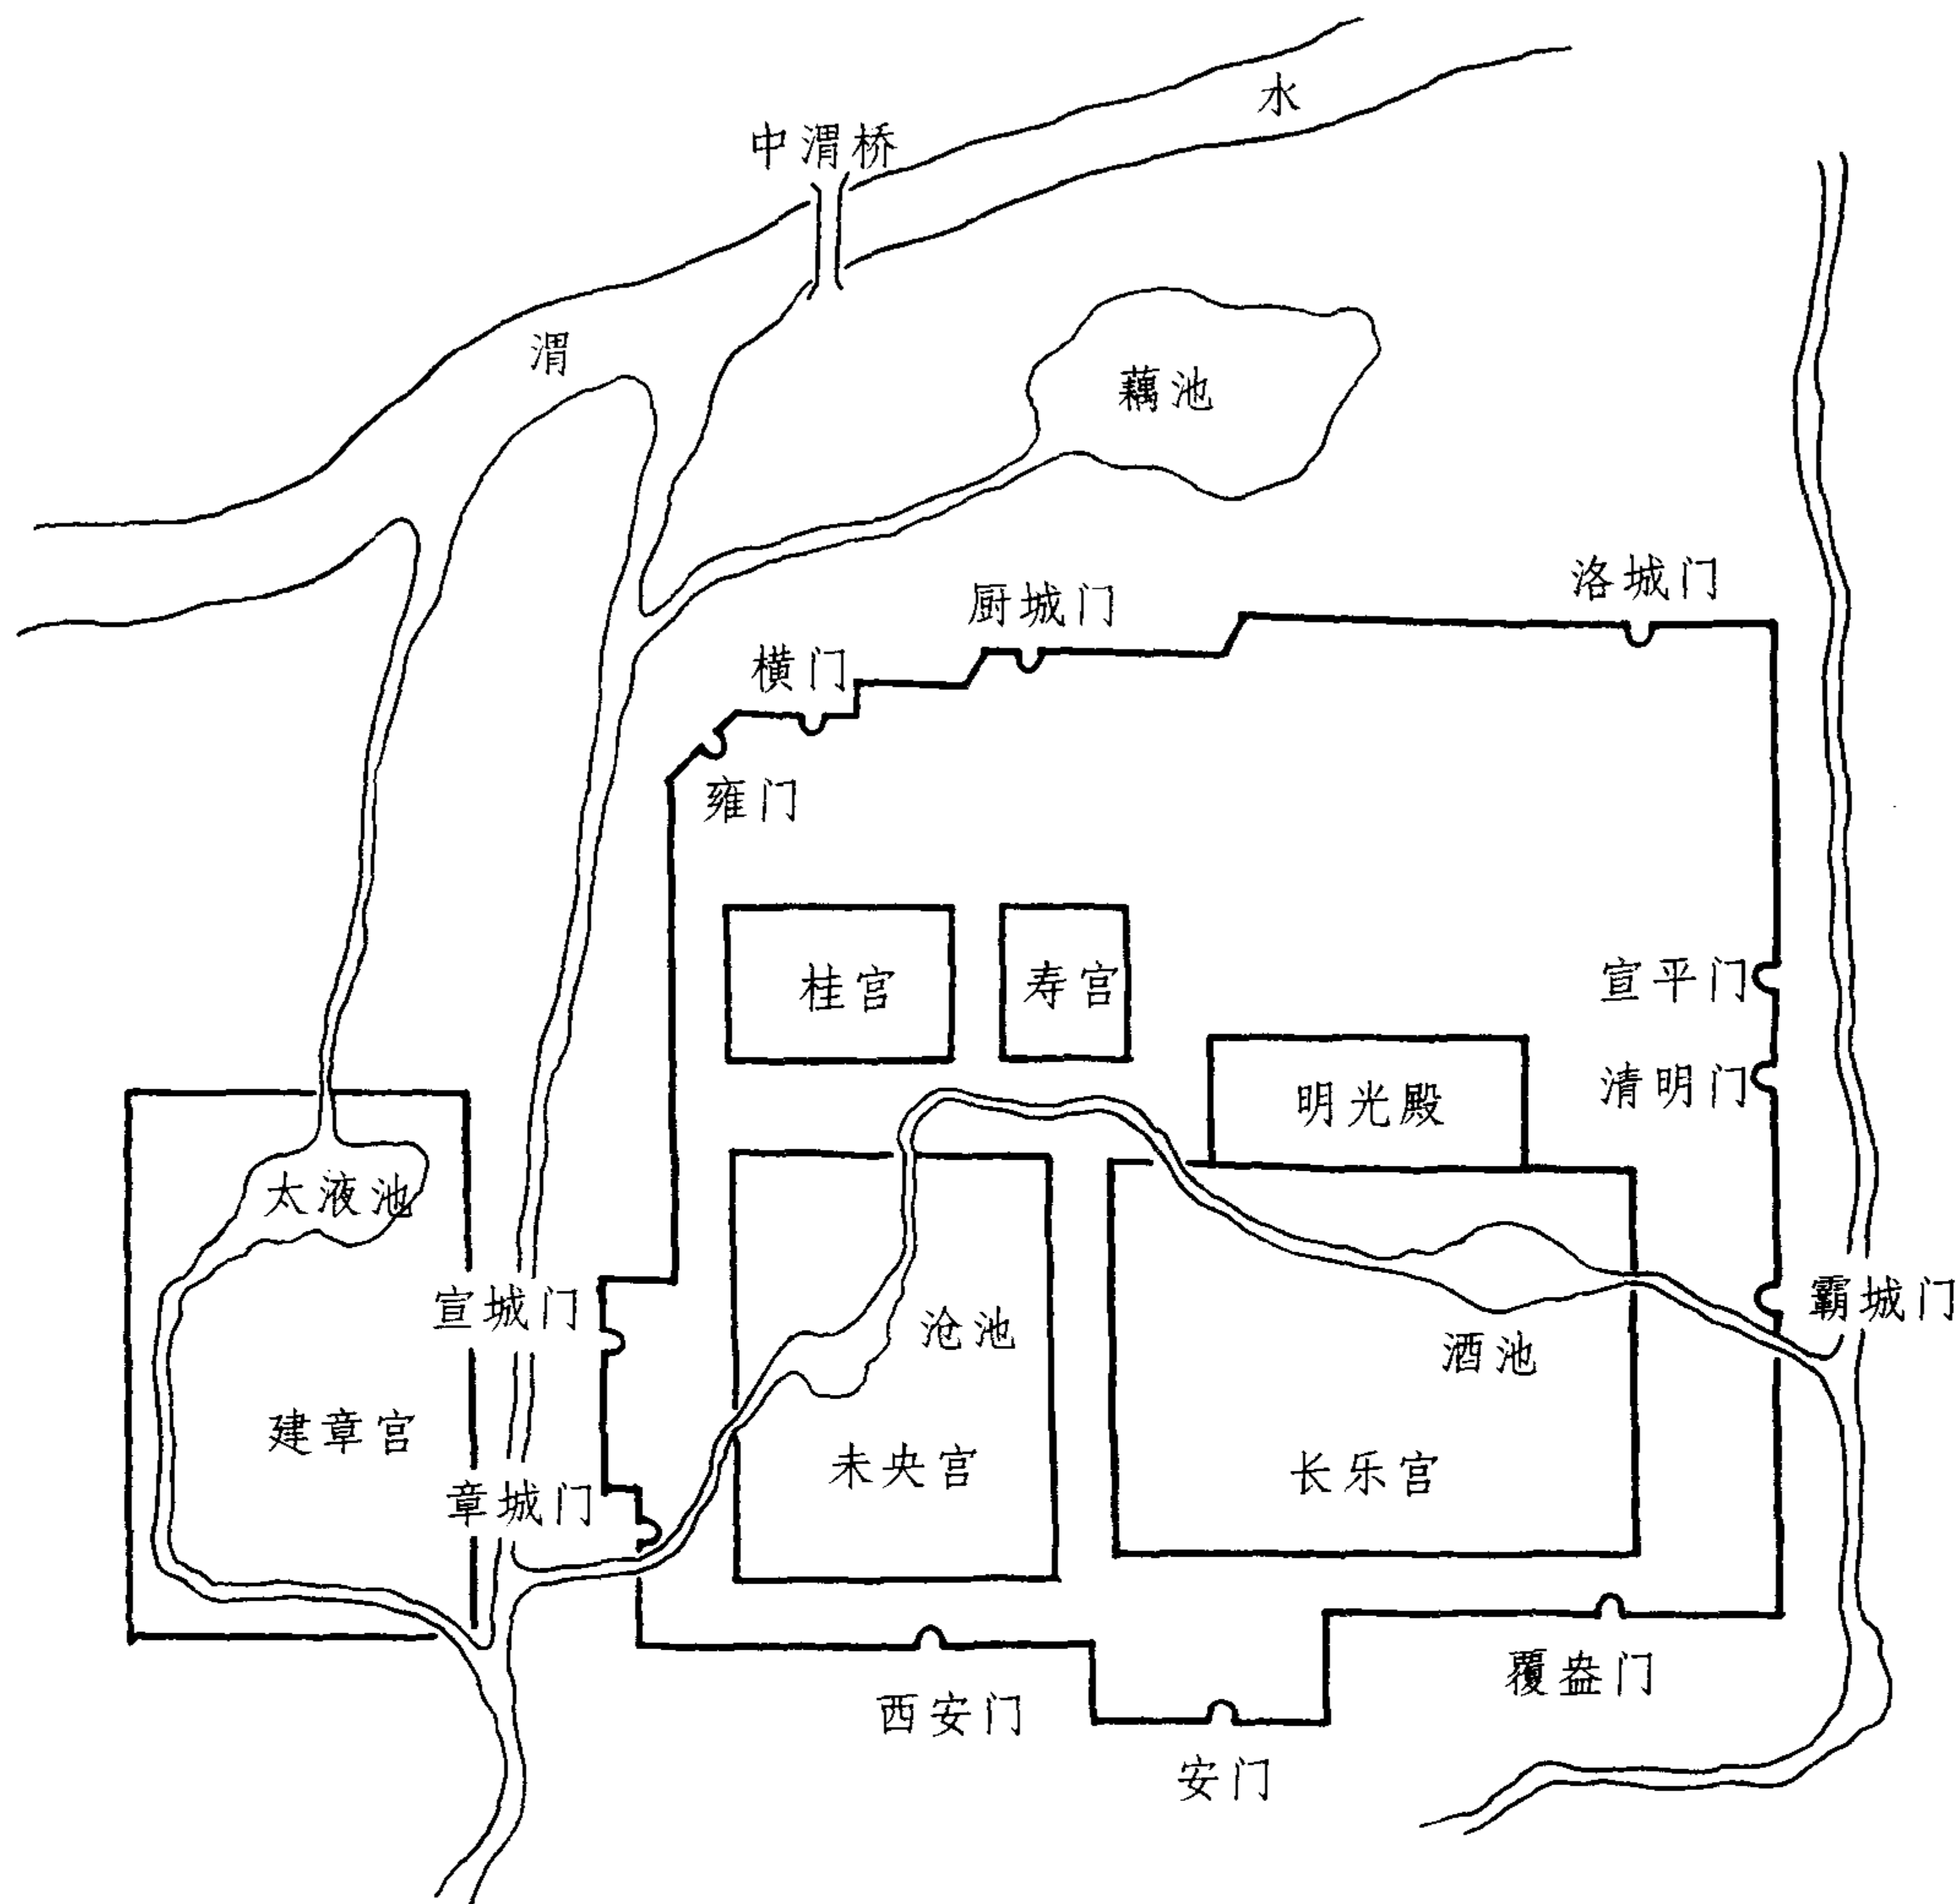 水
中渭桥
渭
藕池
洛城门
厨城门
横门
雍门
桂宫
寿宫
宣平门
清明门
明光殿
太液池
宣城门
沧池
霸城门
酒池
建章宫
未央宫
长乐宫
章城门
覆盎门
西安门
安门